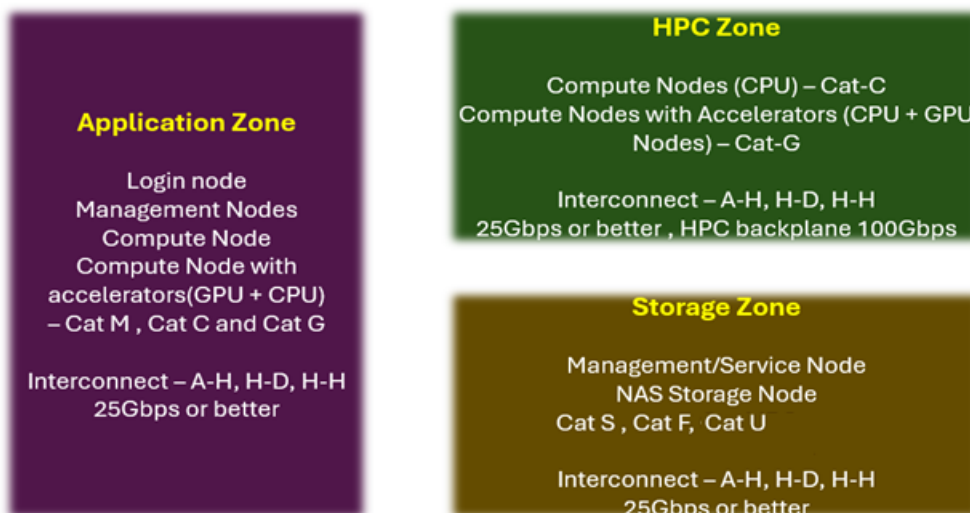 Application Zone
Login node
Management Nodes
Compute Node
Compute Node with
accelerators(GPU + CPU)
– Cat M , Cat C and Cat G
Interconnect – A-H, H-D, H-H
25Gbps or better
HPC Zone
Compute Nodes (CPU) – Cat-C
Compute Nodes with Accelerators (CPU + GPU
Nodes) – Cat-G
Interconnect – A-H, H-D, H-H
25Gbps or better , HPC backplane 100Gbps
Storage Zone
Management/Service Node
NAS Storage Node
Cat S , Cat F, Cat U
Interconnect – A-H, H-D, H-H
25Gbps or better